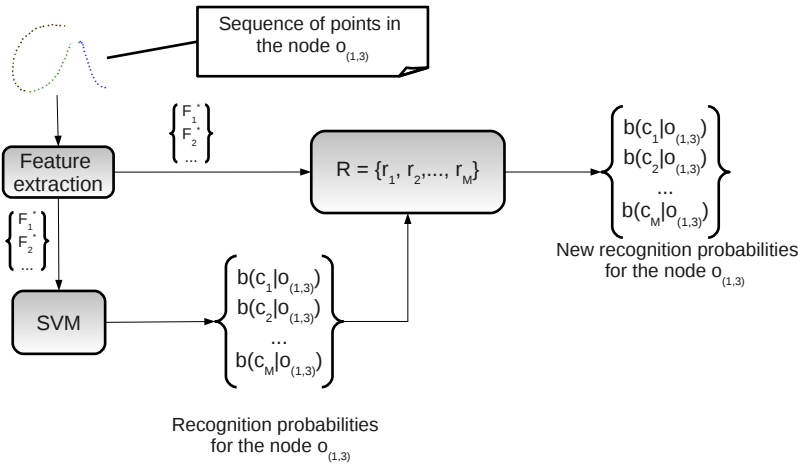 Sequence of points in
the node o(1,3)
F1*
F2*
...
Feature
extraction
R = {r1, r2,..., rM}
b(c1|o(1,3))
b(c2|o(1,3))
...
b(cM|o(1,3))
New recognition probabilities
for the node o(1,3)
F1*
F2*
...
SVM
b(c1|o(1,3))
b(c2|o(1,3))
...
b(cM|o(1,3))
Recognition probabilities
for the node o(1,3)